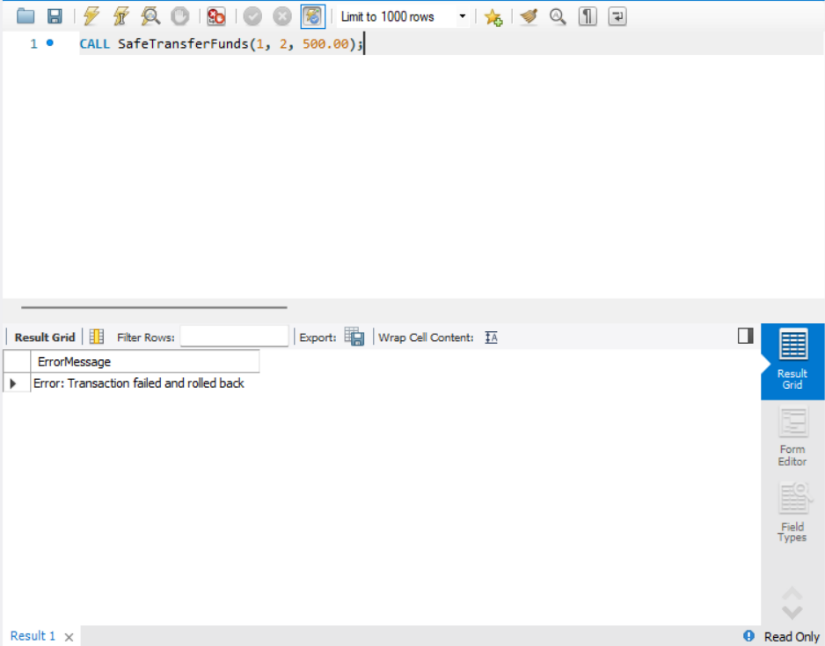 Limit to 1000 rows
1 CALL SafeTransferFunds(1, 2, 500.00);
Result Grid Filter Rows: Export: Wrap Cell Content:
ErrorMessage
Error: Transaction failed and rolled back
Result
Grid
Form
Editor
Field
Types
Result 1
Read Only